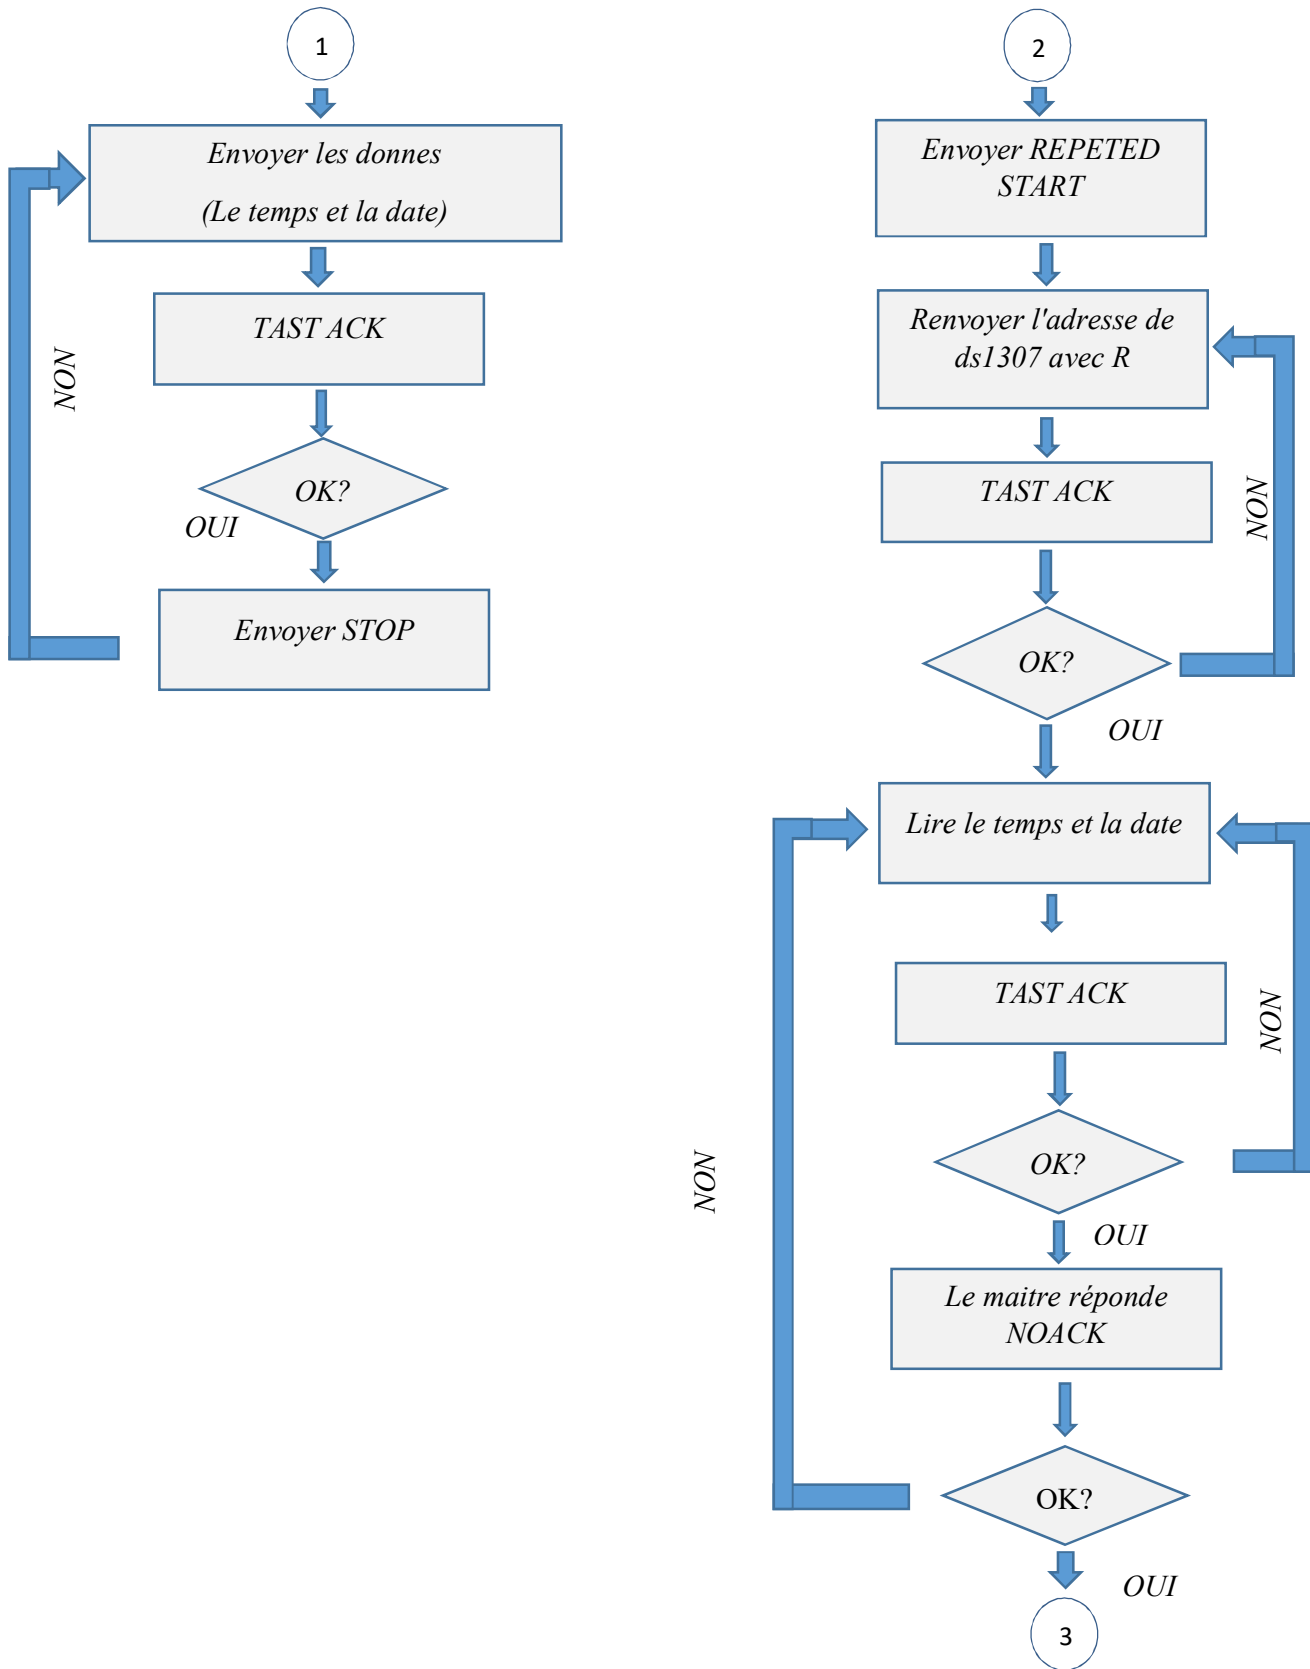 1
Envoyer les donnes
(Le temps et la date)
TAST ACK
NON
OK?
OUI
Envoyer STOP
2
Envoyer REPETED
START
Renvoyer l'adresse de
ds1307 avec R
TAST ACK
NON
OK?
OUI
Lire le temps et la date
TAST ACK
NON
OK?
NON
OUI
Le maitre réponde
NOACK
OK?
OUI
3